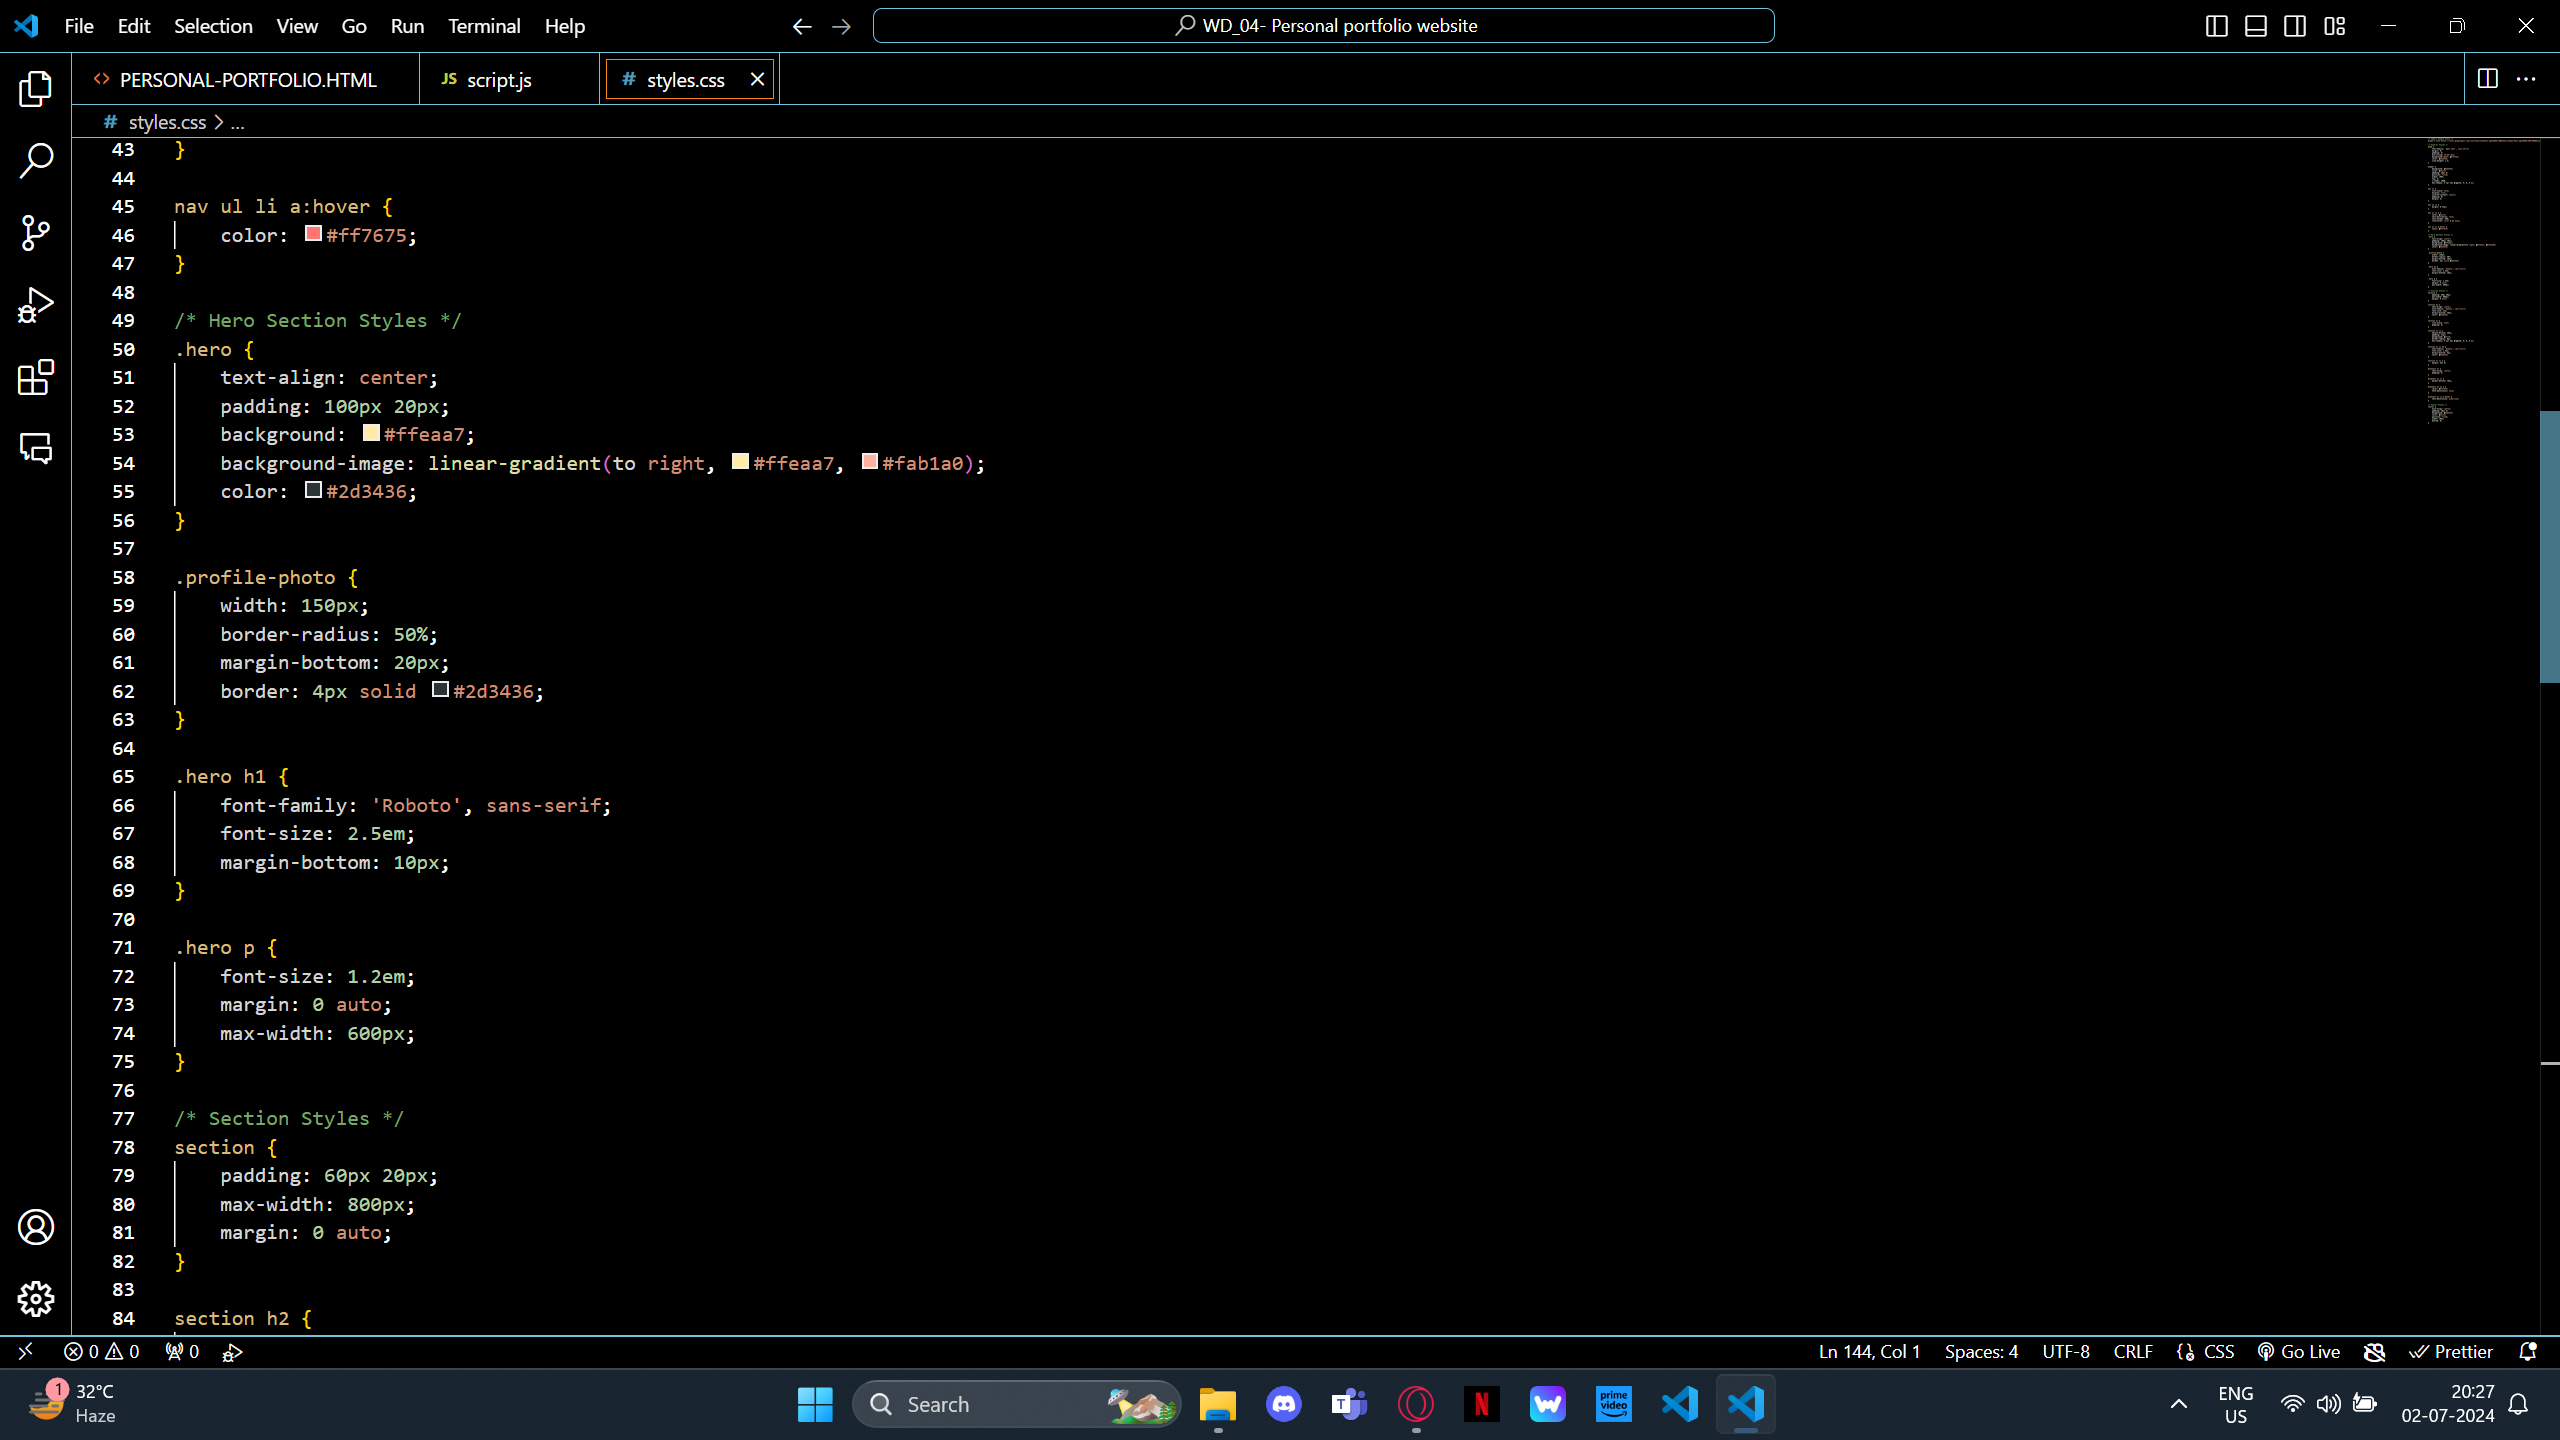 File Edit Selection View Go Run Terminal Help
WD_04- Personal portfolio website
<> PERSONAL-PORTFOLIO.HTML
JS script.js
# styles.css
# styles.css > ...
43 }
44
45 nav ul li a:hover {
46     color: #ff7675;
47 }
48
49 /* Hero Section Styles */
50 .hero {
51     text-align: center;
52     padding: 100px 20px;
53     background: #ffeaa7;
54     background-image: linear-gradient(to right, #ffeaa7, #fab1a0);
55     color: #2d3436;
56 }
57
58 .profile-photo {
59     width: 150px;
60     border-radius: 50%;
61     margin-bottom: 20px;
62     border: 4px solid #2d3436;
63 }
64
65 .hero h1 {
66     font-family: 'Roboto', sans-serif;
67     font-size: 2.5em;
68     margin-bottom: 10px;
69 }
70
71 .hero p {
72     font-size: 1.2em;
73     margin: 0 auto;
74     max-width: 600px;
75 }
76
77 /* Section Styles */
78 section {
79     padding: 60px 20px;
80     max-width: 800px;
81     margin: 0 auto;
82 }
83
84 section h2 {
0 0 0
Ln 144, Col 1 Spaces: 4 UTF-8 CRLF {} CSS Go Live Prettier
1
32°C
Haze
Search
T
N
prime video
ENG
US
20:27
02-07-2024